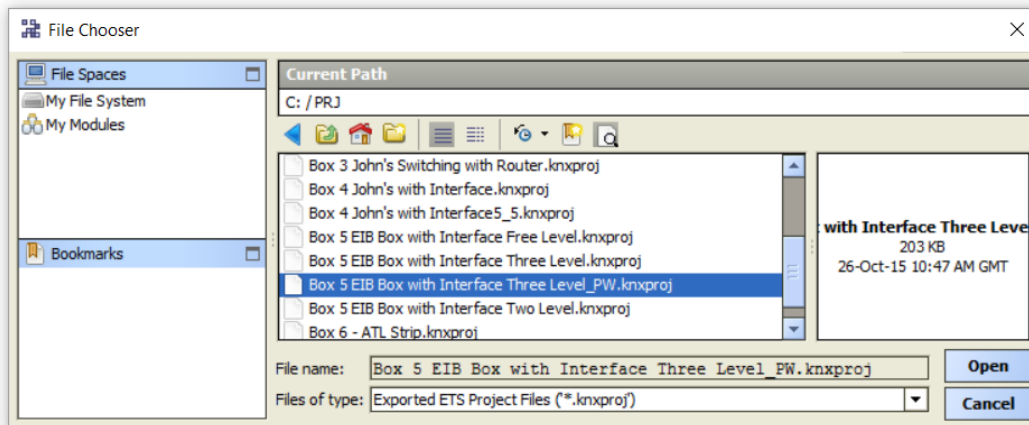 File Chooser
File Spaces
My File System
My Modules
Bookmarks
Current Path
C: /PRJ
Box 3 John's Switching with Router.knxproj
Box 4 John's with Interface.knxproj
Box 4 John's with Interface5_5.knxproj
Box 5 EIB Box with Interface Free Level.knxproj
Box 5 EIB Box with Interface Three Level.knxproj
Box 5 EIB Box with Interface Three Level_PW.knxproj
Box 5 EIB Box with Interface Two Level.knxproj
Box 6 - ATL Strip.knxproj
with Interface Three Leve
203 KB
26-Oct-15 10:47 AM GMT
File name: Box 5 EIB Box with Interface Three Level_PW.knxproj
Open
Files of type: Exported ETS Project Files ('*.knxproj')
Cancel